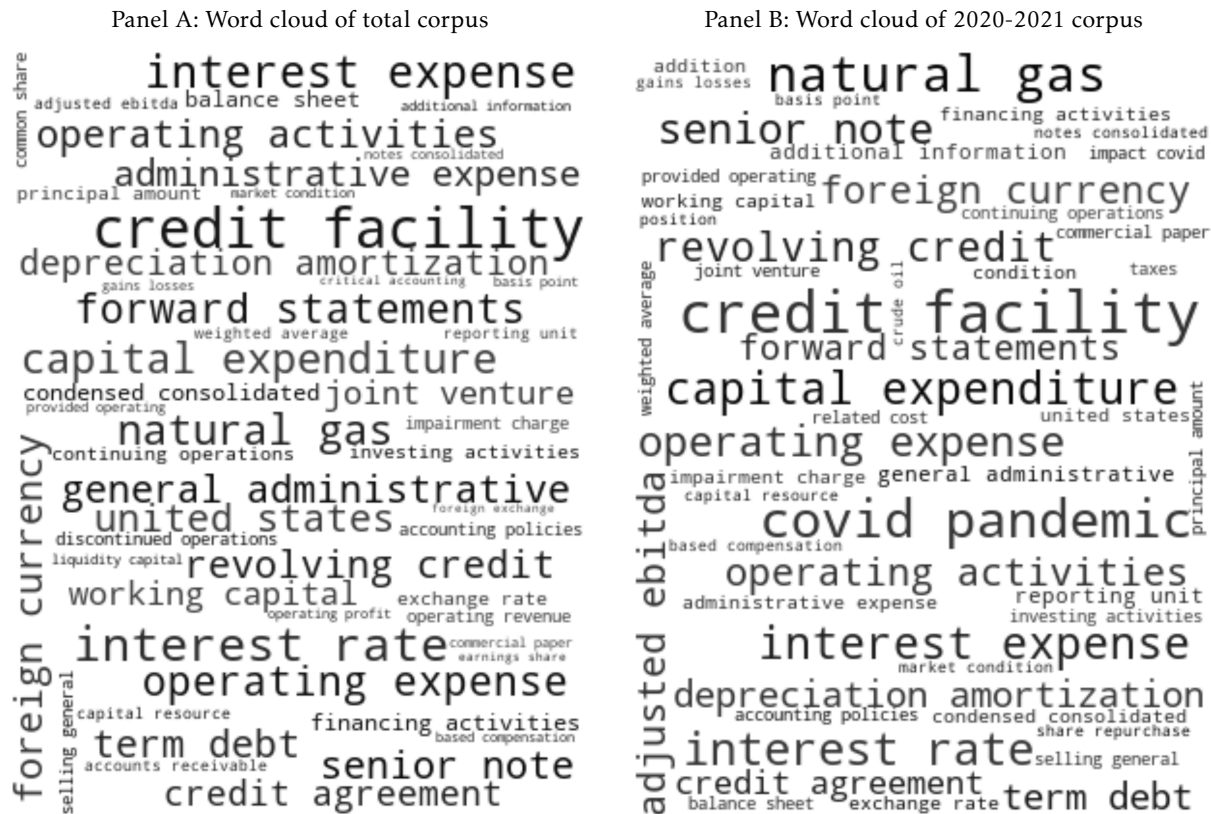 Panel A: Word cloud of total corpus
common share
interest expense
adjusted ebitda
balance sheet
additional information
operating activities
notes consolidated
administrative expense
principal amount
market condition
credit facility
depreciation amortization
gains losses
critical accounting
basis point
forward statements
weighted average
reporting unit
capital expenditure
condensed consolidated
joint venture
provided operating
natural gas
impairment charge
continuing operations
investing activities
foreign currency
general administrative
foreign exchange
united states
accounting policies
discontinued operations
liquidity capital
revolving credit
working capital
exchange rate
operating profit
operating revenue
interest rate
commercial paper
earnings share
operating expense
selling general
capital resource
financing activities
term debt
based compensation
accounts receivable
senior note
credit agreement
Panel B: Word cloud of 2020-2021 corpus
addition
natural gas
gains losses
basis point
financing activities
senior note
notes consolidated
additional information
impact covid
provided operating
foreign currency
working capital
continuing operations
position
revolving credit
commercial paper
weighted average
joint venture
crude oil
condition
taxes
credit facility
forward statements
capital expenditure
principal amount
related cost
united states
operating expense
adjusted ebitda
impairment charge
general administrative
capital resource
covid pandemic
based compensation
operating activities
administrative expense
reporting unit
investing activities
interest expense
market condition
depreciation amortization
accounting policies
condensed consolidated
share repurchase
interest rate
selling general
credit agreement
balance sheet
exchange rate
term debt